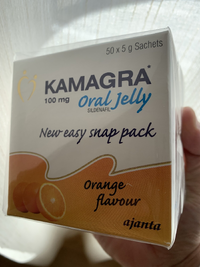 50 x 5 g Sachets
KAMAGRA®
100 mg Oral Jelly
SILDENAFIL
New easy snap pack
Orange
flavour
ajanta